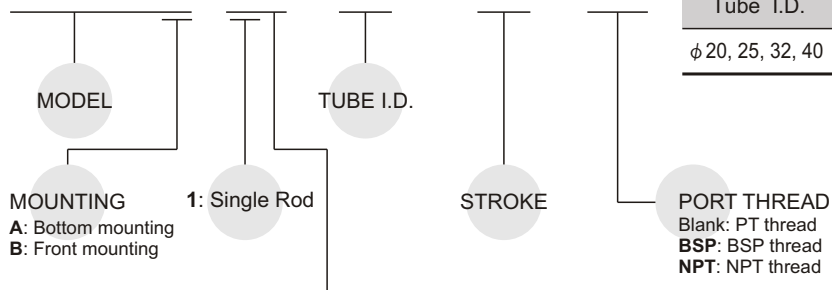 Tube I.D.
φ20, 25, 32, 40
MODEL
TUBE I.D.
MOUNTING
A: Bottom mounting
B: Front mounting
1: Single Rod
STROKE
PORT THREAD
Blank: PT thread
BSP: BSP thread
NPT: NPT thread